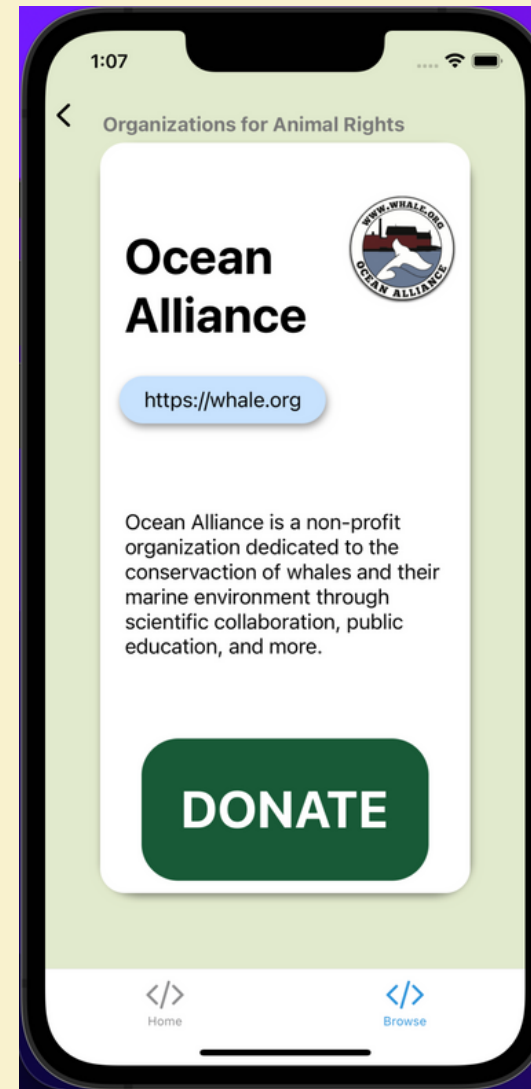 1:07
Organizations for Animal Rights
WWW.WHALE.ORG
OCEAN ALLIANCE
Ocean
Alliance
https://whale.org
Ocean Alliance is a non-profit
organization dedicated to the
conservaction of whales and their
marine environment through
scientific collaboration, public
education, and more.
DONATE
</>
</>
Home
Browse